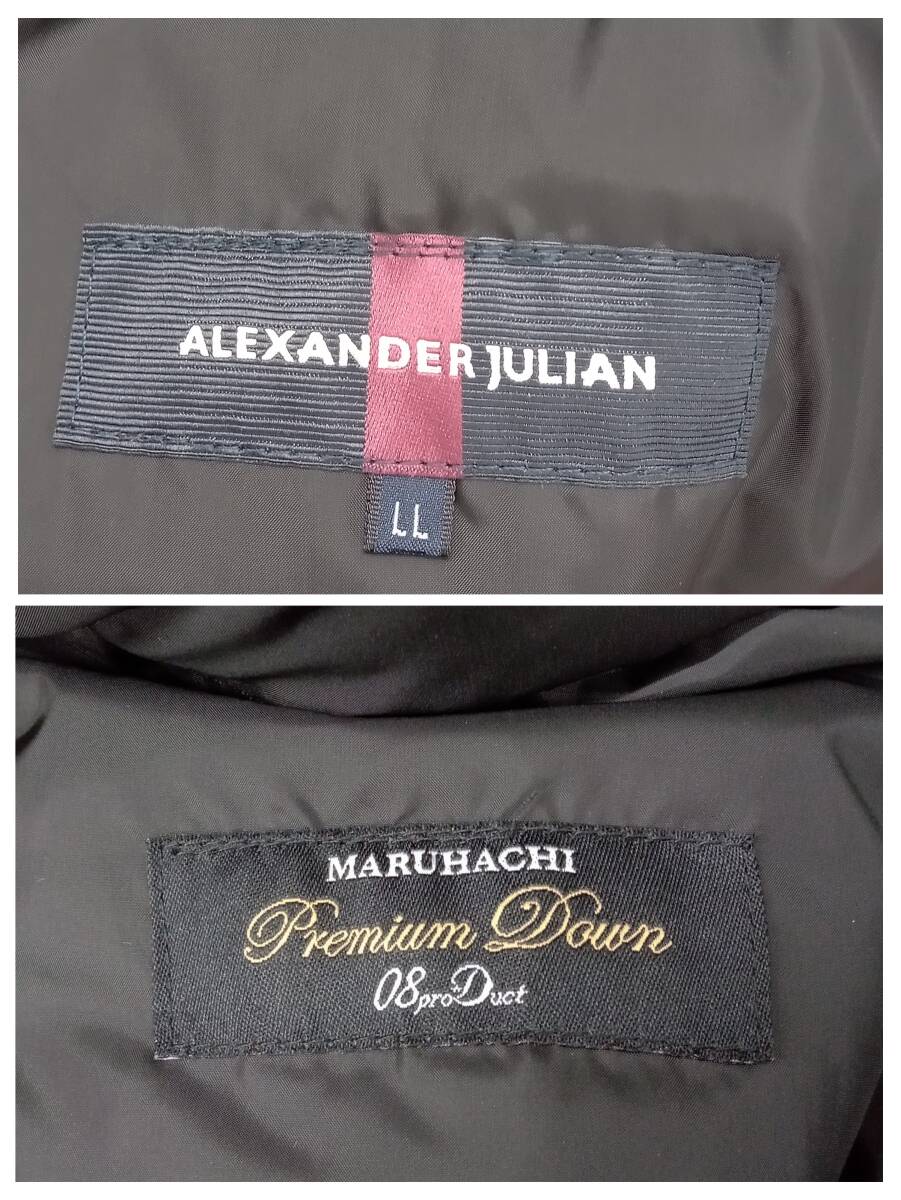 ALEXANDER JULIAN
LL
MARUHACHI
Premium Down
08proDuct